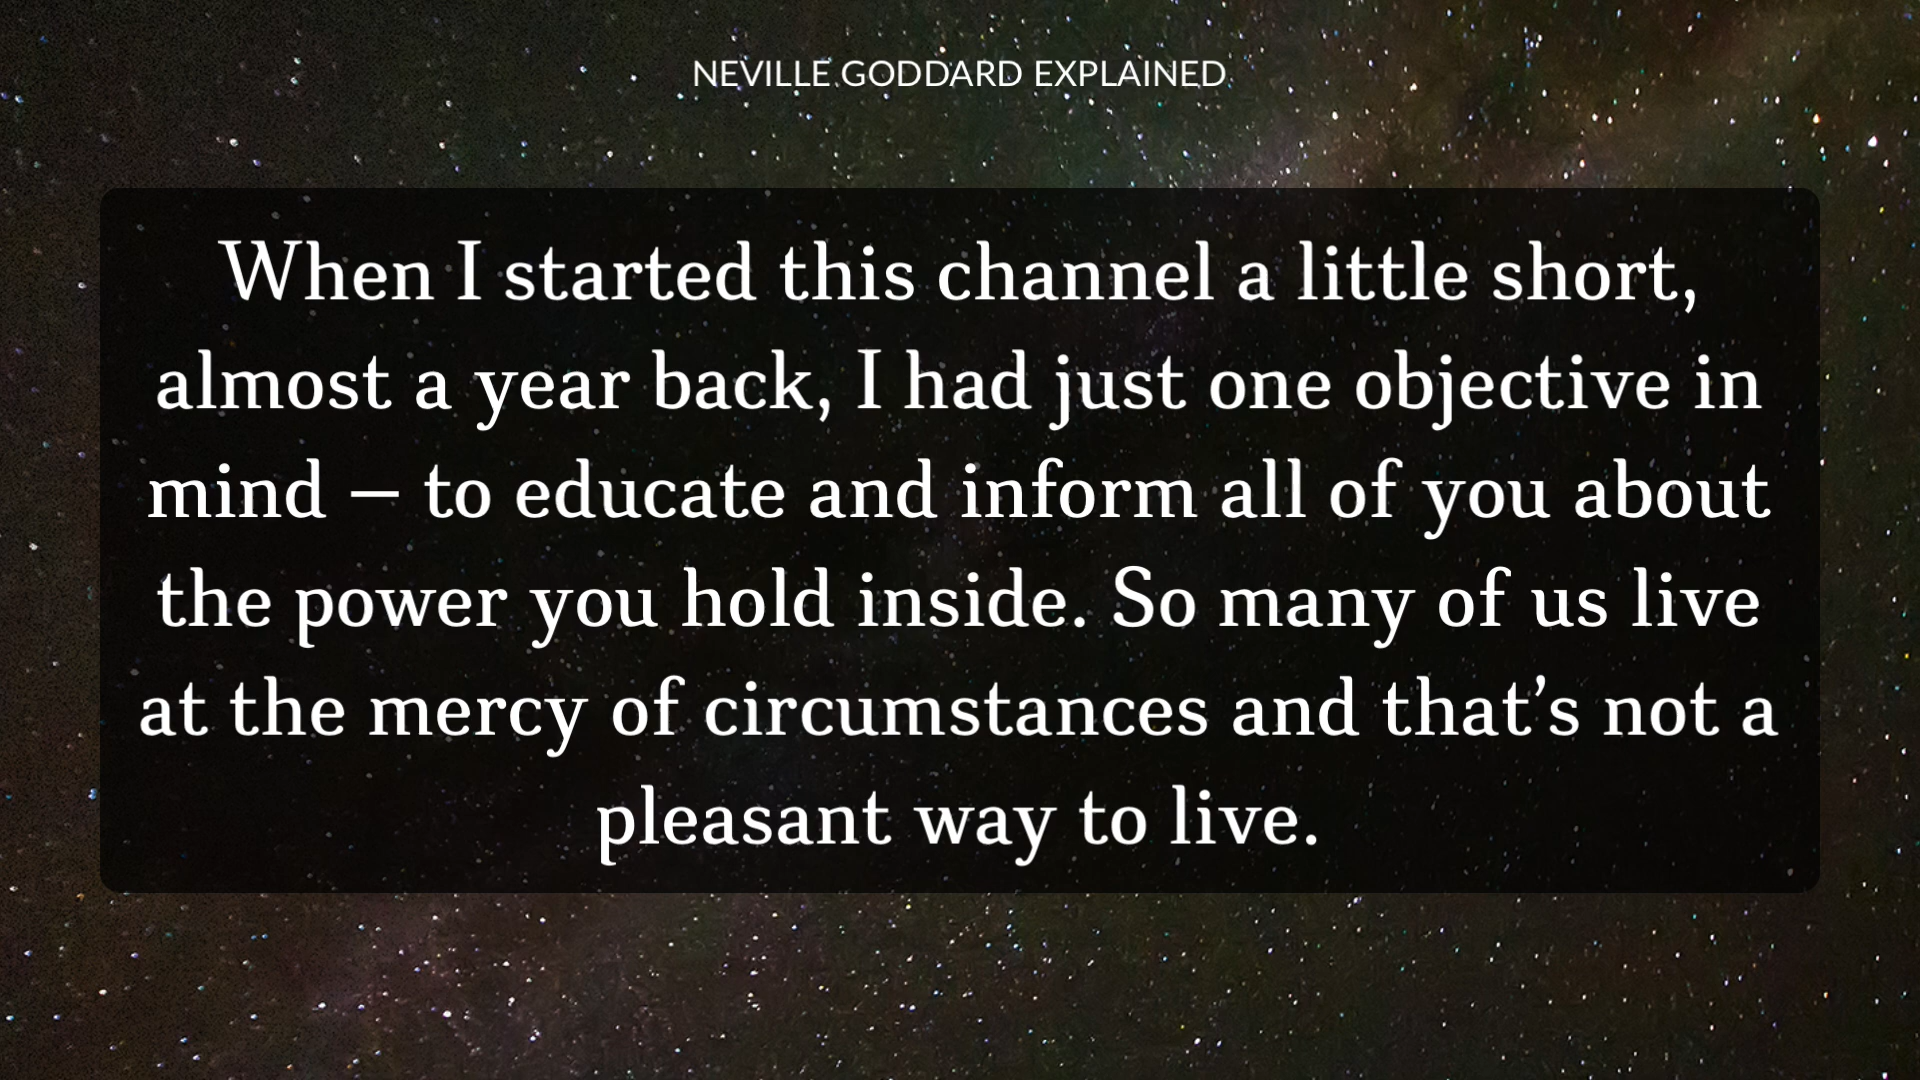 NEVILLE GODDARD EXPLAINED
When I started this channel a little short,
almost a year back, I had just one objective in
mind – to educate and inform all of you about
the power you hold inside. So many of us live
at the mercy of circumstances and that’s not a
pleasant way to live.